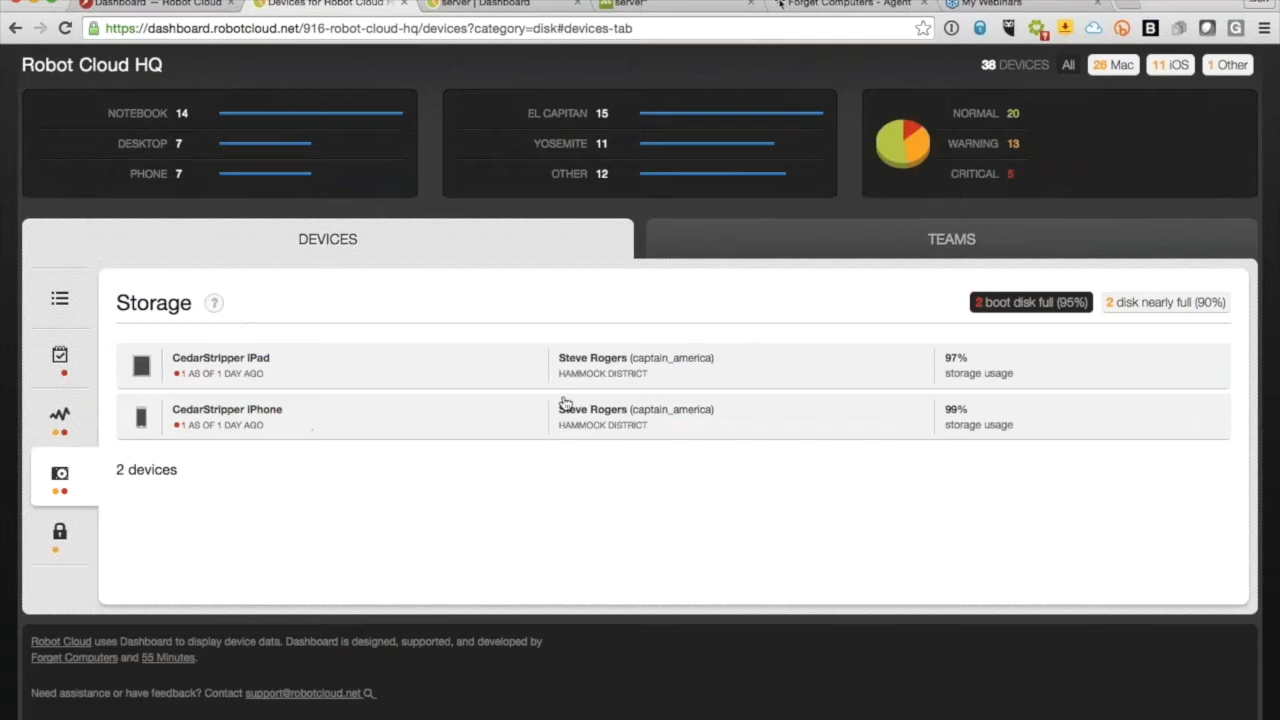 Dashboard — Robot Cloud
Devices for Robot Cloud H
server | Dashboard
server
Forget Computers - Agent
My Webinars
https://dashboard.robotcloud.net/916-robot-cloud-hq/devices?category=disk#devices-tab
Robot Cloud HQ
38 DEVICES All 26 Mac 11 iOS 1 Other
NOTEBOOK 14
DESKTOP 7
PHONE 7
EL CAPITAN 15
YOSEMITE 11
OTHER 12
NORMAL 20
WARNING 13
CRITICAL 5
DEVICES
TEAMS
Storage ?
2 boot disk full (95%) 2 disk nearly full (90%)
CedarStripper iPad
1 AS OF 1 DAY AGO
Steve Rogers (captain_america)
HAMMOCK DISTRICT
97%
storage usage
CedarStripper iPhone
1 AS OF 1 DAY AGO
Steve Rogers (captain_america)
HAMMOCK DISTRICT
99%
storage usage
2 devices
Robot Cloud uses Dashboard to display device data. Dashboard is designed, supported, and developed by
Forget Computers and 55 Minutes.
Need assistance or have feedback? Contact support@robotcloud.net